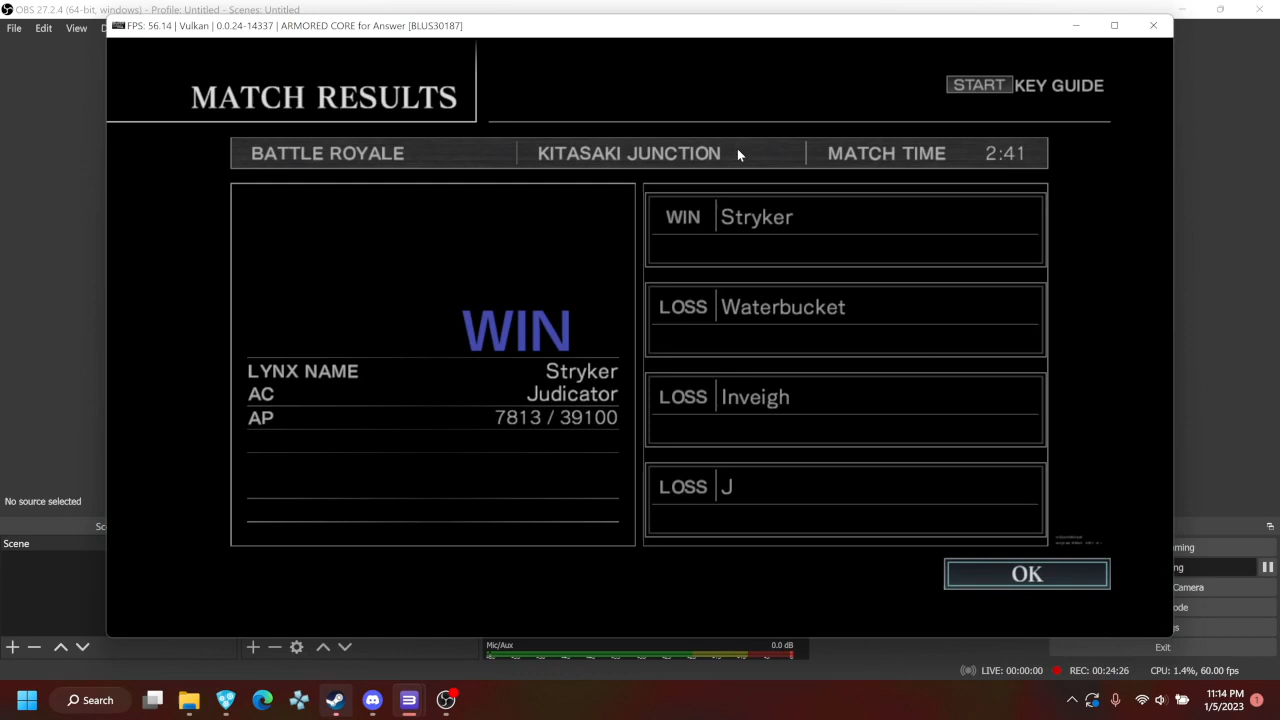 OBS 27.2.4 (64-bit, windows) - Profile: Untitled - Scenes: Untitled
File Edit View
FPS: 56.14 | Vulkan | 0.0.24-14337 | ARMORED CORE for Answer [BLUS30187]
MATCH RESULTS
START KEY GUIDE
BATTLE ROYALE KITASAKI JUNCTION MATCH TIME 2:41
WIN
LYNX NAME Stryker
AC Judicator
AP 7813 / 39100
WIN Stryker
LOSS Waterbucket
LOSS Inveigh
LOSS J
OK
No source selected
Scene
Mic/Aux 0.0 dB
Camera
Exit
LIVE: 00:00:00 REC: 00:24:26 CPU: 1.4%, 60.00 fps
Search
11:14 PM
1/5/2023
1